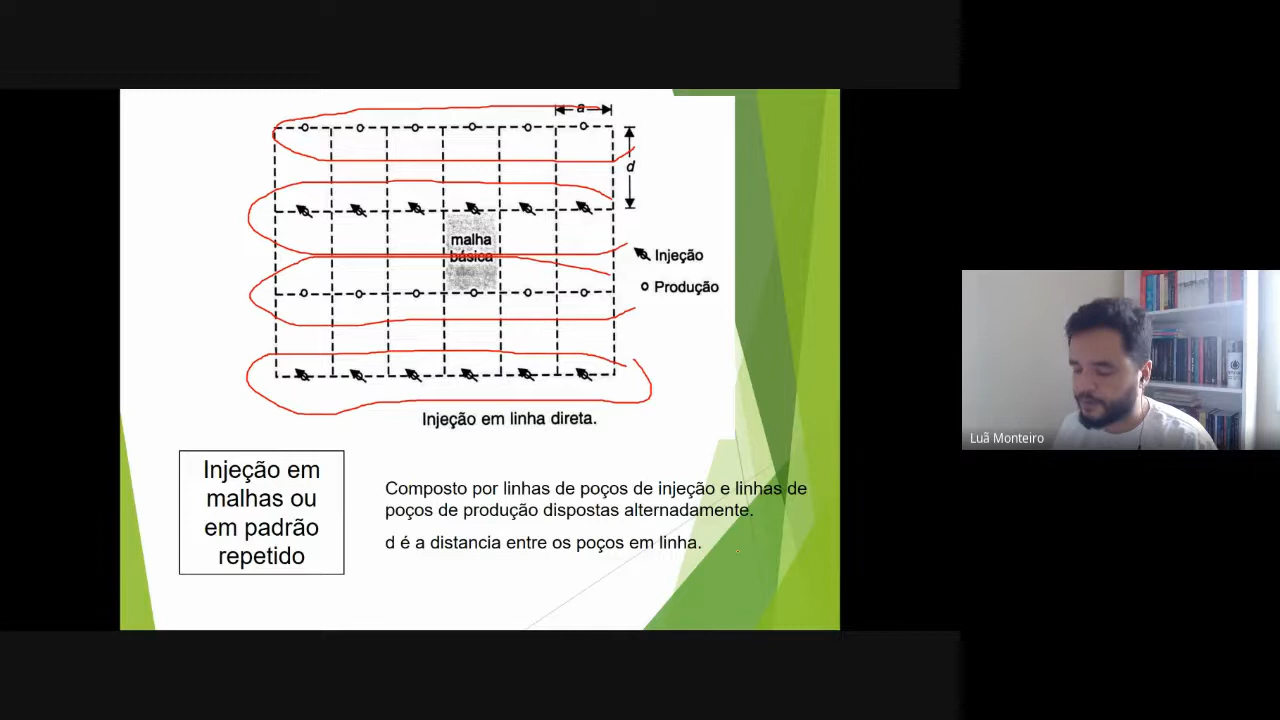 a
d
malha
básica
Injeção
Produção
Injeção em linha direta.
Injeção em
malhas ou
em padrão
repetido
Composto por linhas de poços de injeção e linhas de
poços de produção dispostas alternadamente.
d é a distancia entre os poços em linha.
Luã Monteiro